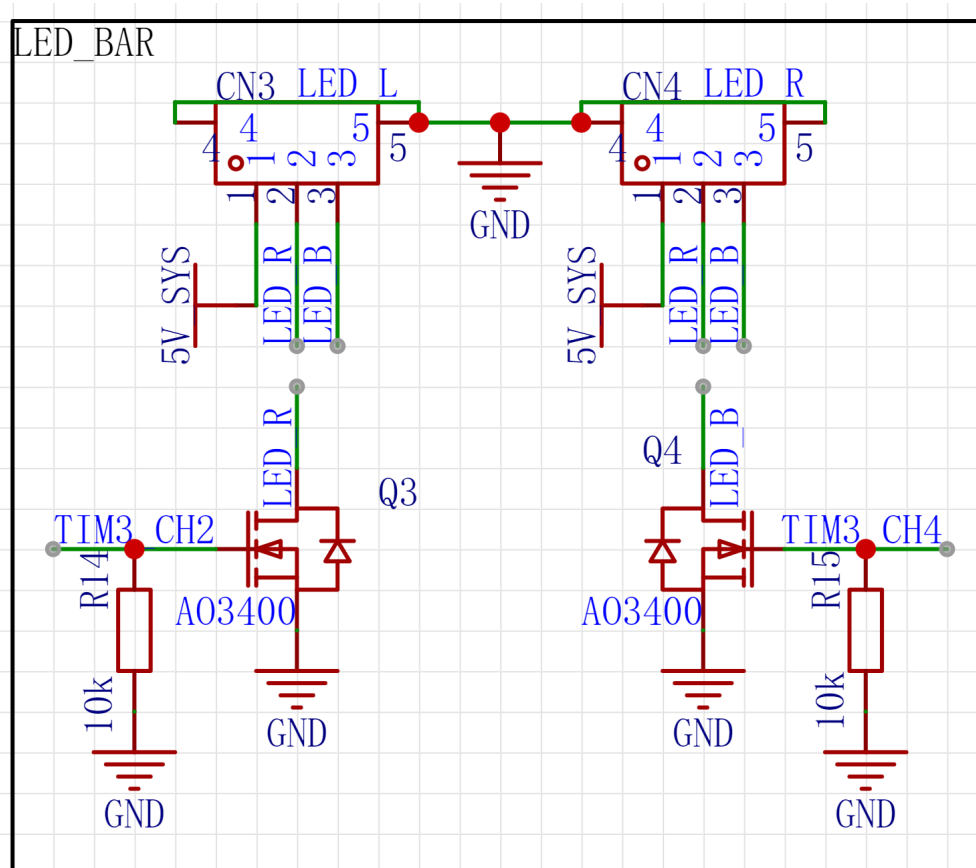 LED_BAR
CN3 LED_L
CN4 LED_R
4 5
4 5
4 1 2 3 5
4 1 2 3 5
1 2 3
1 2 3
GND
5V_SYS
LED_R
LED_B
5V_SYS
LED_R
LED_B
LED_R
Q3
Q4
LED_B
TIM3_CH2
TIM3_CH4
R14
10k
AO3400
AO3400
R15
10k
GND
GND
GND
GND